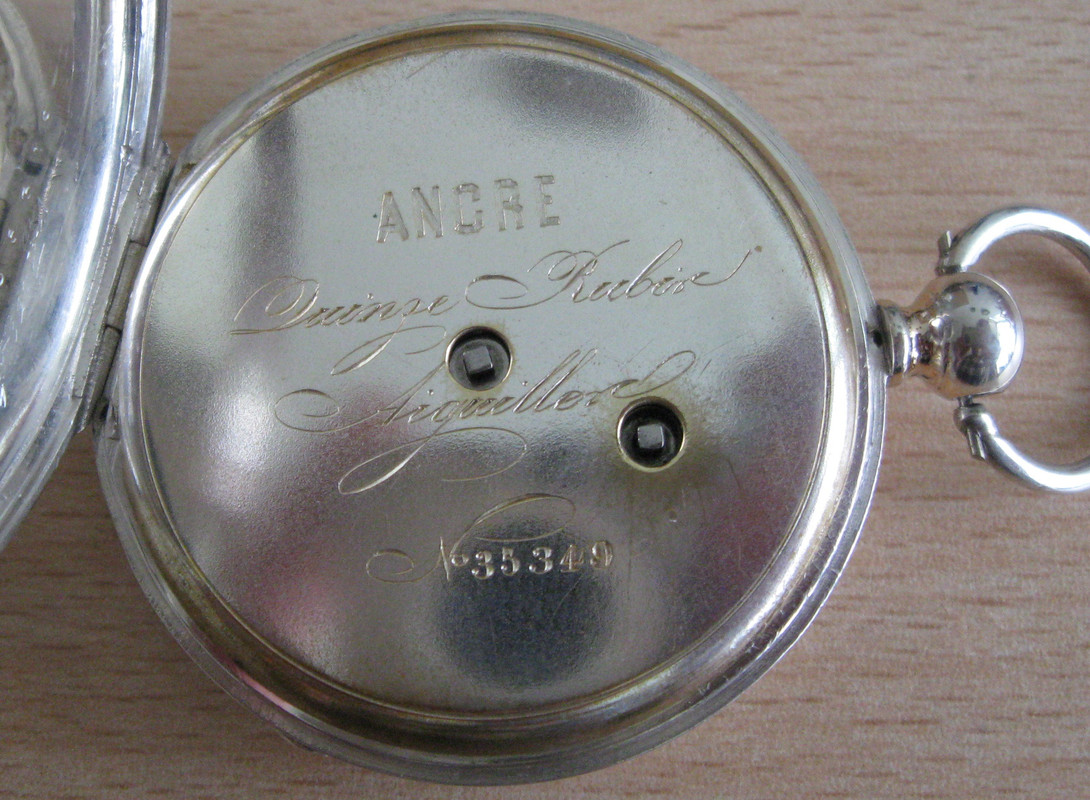 ANCRE
Quinze Rubis
Aiguilles
No 35349